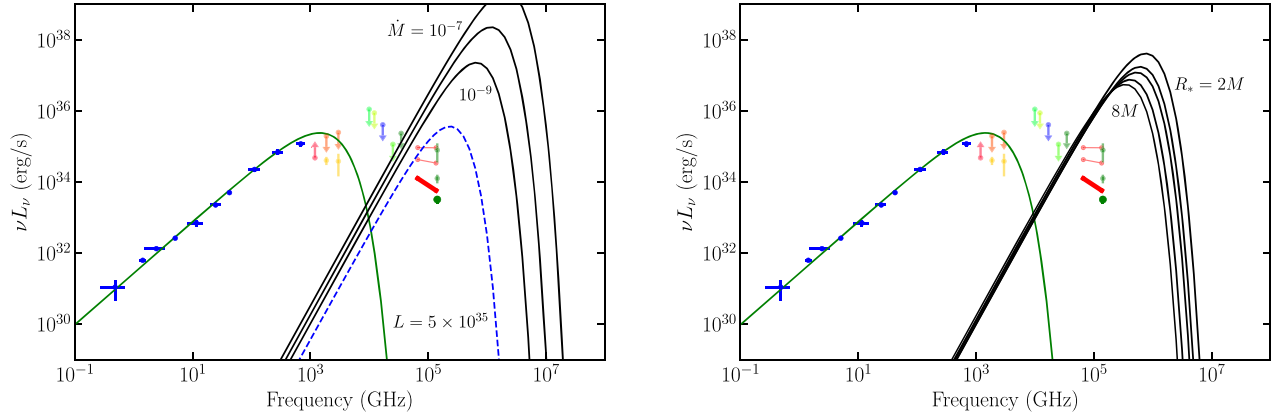 10^{38}
10^{36}
10^{34}
10^{32}
10^{30}
νL_ν (erg/s)
Ṁ = 10^{-7}
10^{-9}
L = 5 × 10^{35}
10^{-1} 10^{1} 10^{3} 10^{5} 10^{7}
Frequency (GHz)
10^{38}
10^{36}
10^{34}
10^{32}
10^{30}
νL_ν (erg/s)
R_* = 2M
8M
10^{-1} 10^{1} 10^{3} 10^{5} 10^{7}
Frequency (GHz)